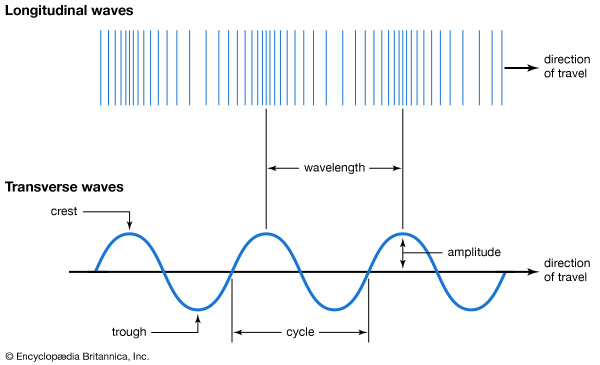 Longitudinal waves
direction
of travel
wavelength
Transverse waves
crest
amplitude
direction
of travel
trough
cycle
© Encyclopædia Britannica, Inc.